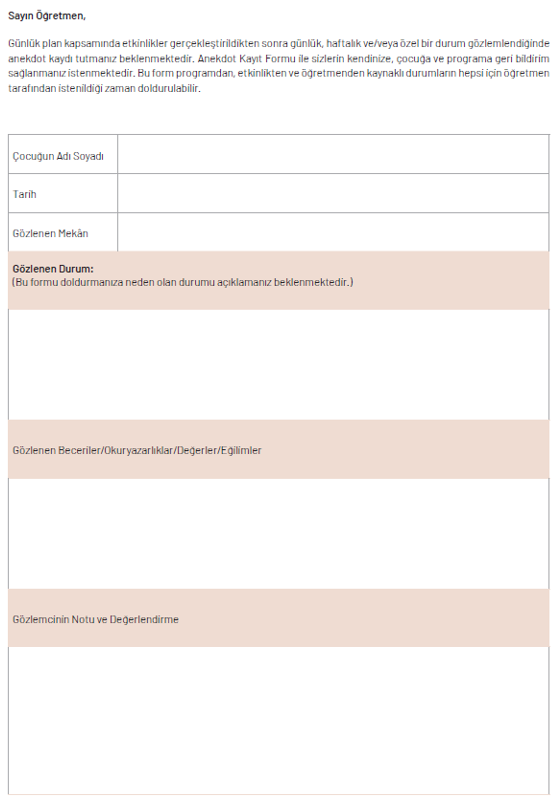 Sayın Öğretmen,
Günlük plan kapsamında etkinlikler gerçekleştirildikten sonra günlük, haftalık ve/veya özel bir durum gözlemlendiğinde
anekdot kaydı tutmanız beklenmektedir. Anekdot Kayıt Formu ile sizlerin kendinize, çocuğa ve programa geri bildirim
sağlanmanız istenmektedir. Bu form programdan, etkinlikten ve öğretmenden kaynaklı durumların hepsi için öğretmen
tarafından istenildiği zaman doldurulabilir.
Çocuğun Adı Soyadı
Tarih
Gözlenen Mekân
Gözlenen Durum:
(Bu formu doldurmanıza neden olan durumu açıklamanız beklenmektedir.)
Gözlenen Beceriler/Okuryazarlıklar/Değerler/Eğilimler
Gözlemcinin Notu ve Değerlendirme